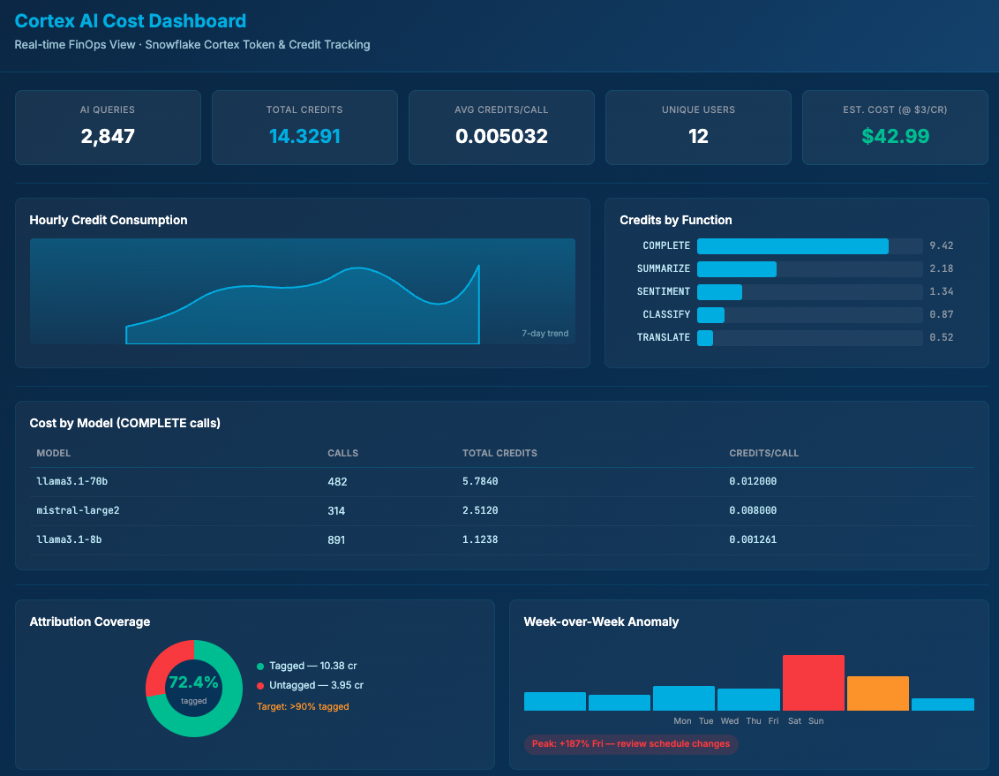 Cortex AI Cost Dashboard
Real-time FinOps View · Snowflake Cortex Token & Credit Tracking
AI QUERIES
2,847
TOTAL CREDITS
14.3291
AVG CREDITS/CALL
0.005032
UNIQUE USERS
12
EST. COST (@ $3/CR)
$42.99
Hourly Credit Consumption
7-day trend
Credits by Function
COMPLETE 9.42
SUMMARIZE 2.18
SENTIMENT 1.34
CLASSIFY 0.87
TRANSLATE 0.52
Cost by Model (COMPLETE calls)
MODEL CALLS TOTAL CREDITS CREDITS/CALL
llama3.1-70b 482 5.7840 0.012000
mistral-large2 314 2.5120 0.008000
llama3.1-8b 891 1.1238 0.001261
Attribution Coverage
72.4%
tagged
Tagged — 10.38 cr
Untagged — 3.95 cr
Target: >90% tagged
Week-over-Week Anomaly
Mon Tue Wed Thu Fri Sat Sun
Peak: +187% Fri — review schedule changes